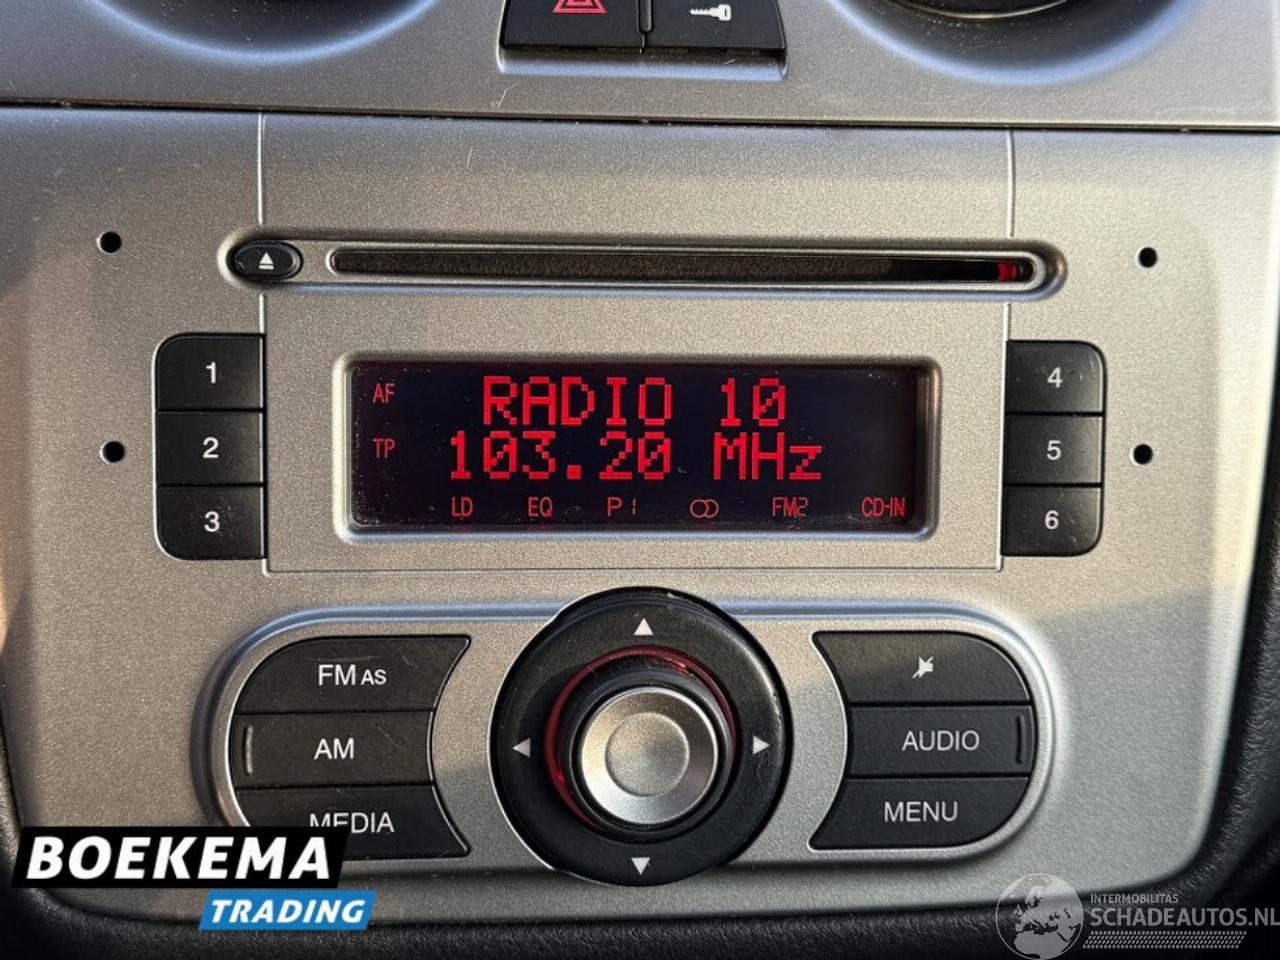 1
2
3
4
5
6
AF
RADIO 10
TP
103.20 MHz
LD EQ P1 FM2 CD-IN
FM AS
AM
MEDIA
AUDIO
MENU
BOEKEMA
TRADING
INTERMOBILITAS
SCHADEAUTOS.NL